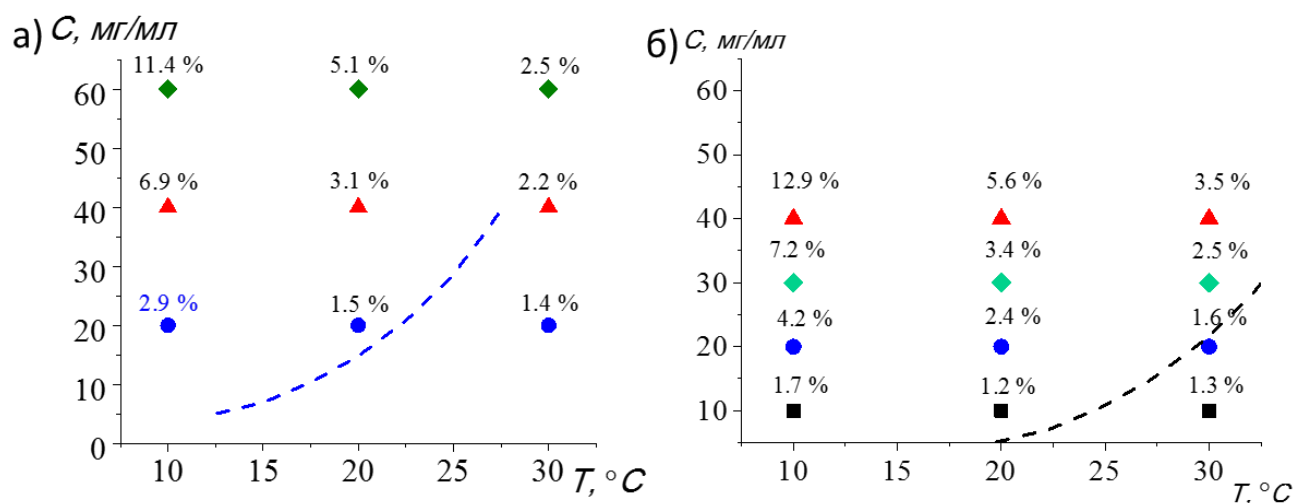 а) С, мг/мл
11.4 % 5.1 % 2.5 %
60
50
6.9 % 3.1 % 2.2 %
40
30
2.9 % 1.5 % 1.4 %
20
10
0
10 15 20 25 30 T, °C
б) С, мг/мл
60
50
12.9 % 5.6 % 3.5 %
40
7.2 % 3.4 % 2.5 %
30
4.2 % 2.4 % 1.6 %
20
1.7 % 1.2 % 1.3 %
10
10 15 20 25 30
T, °C